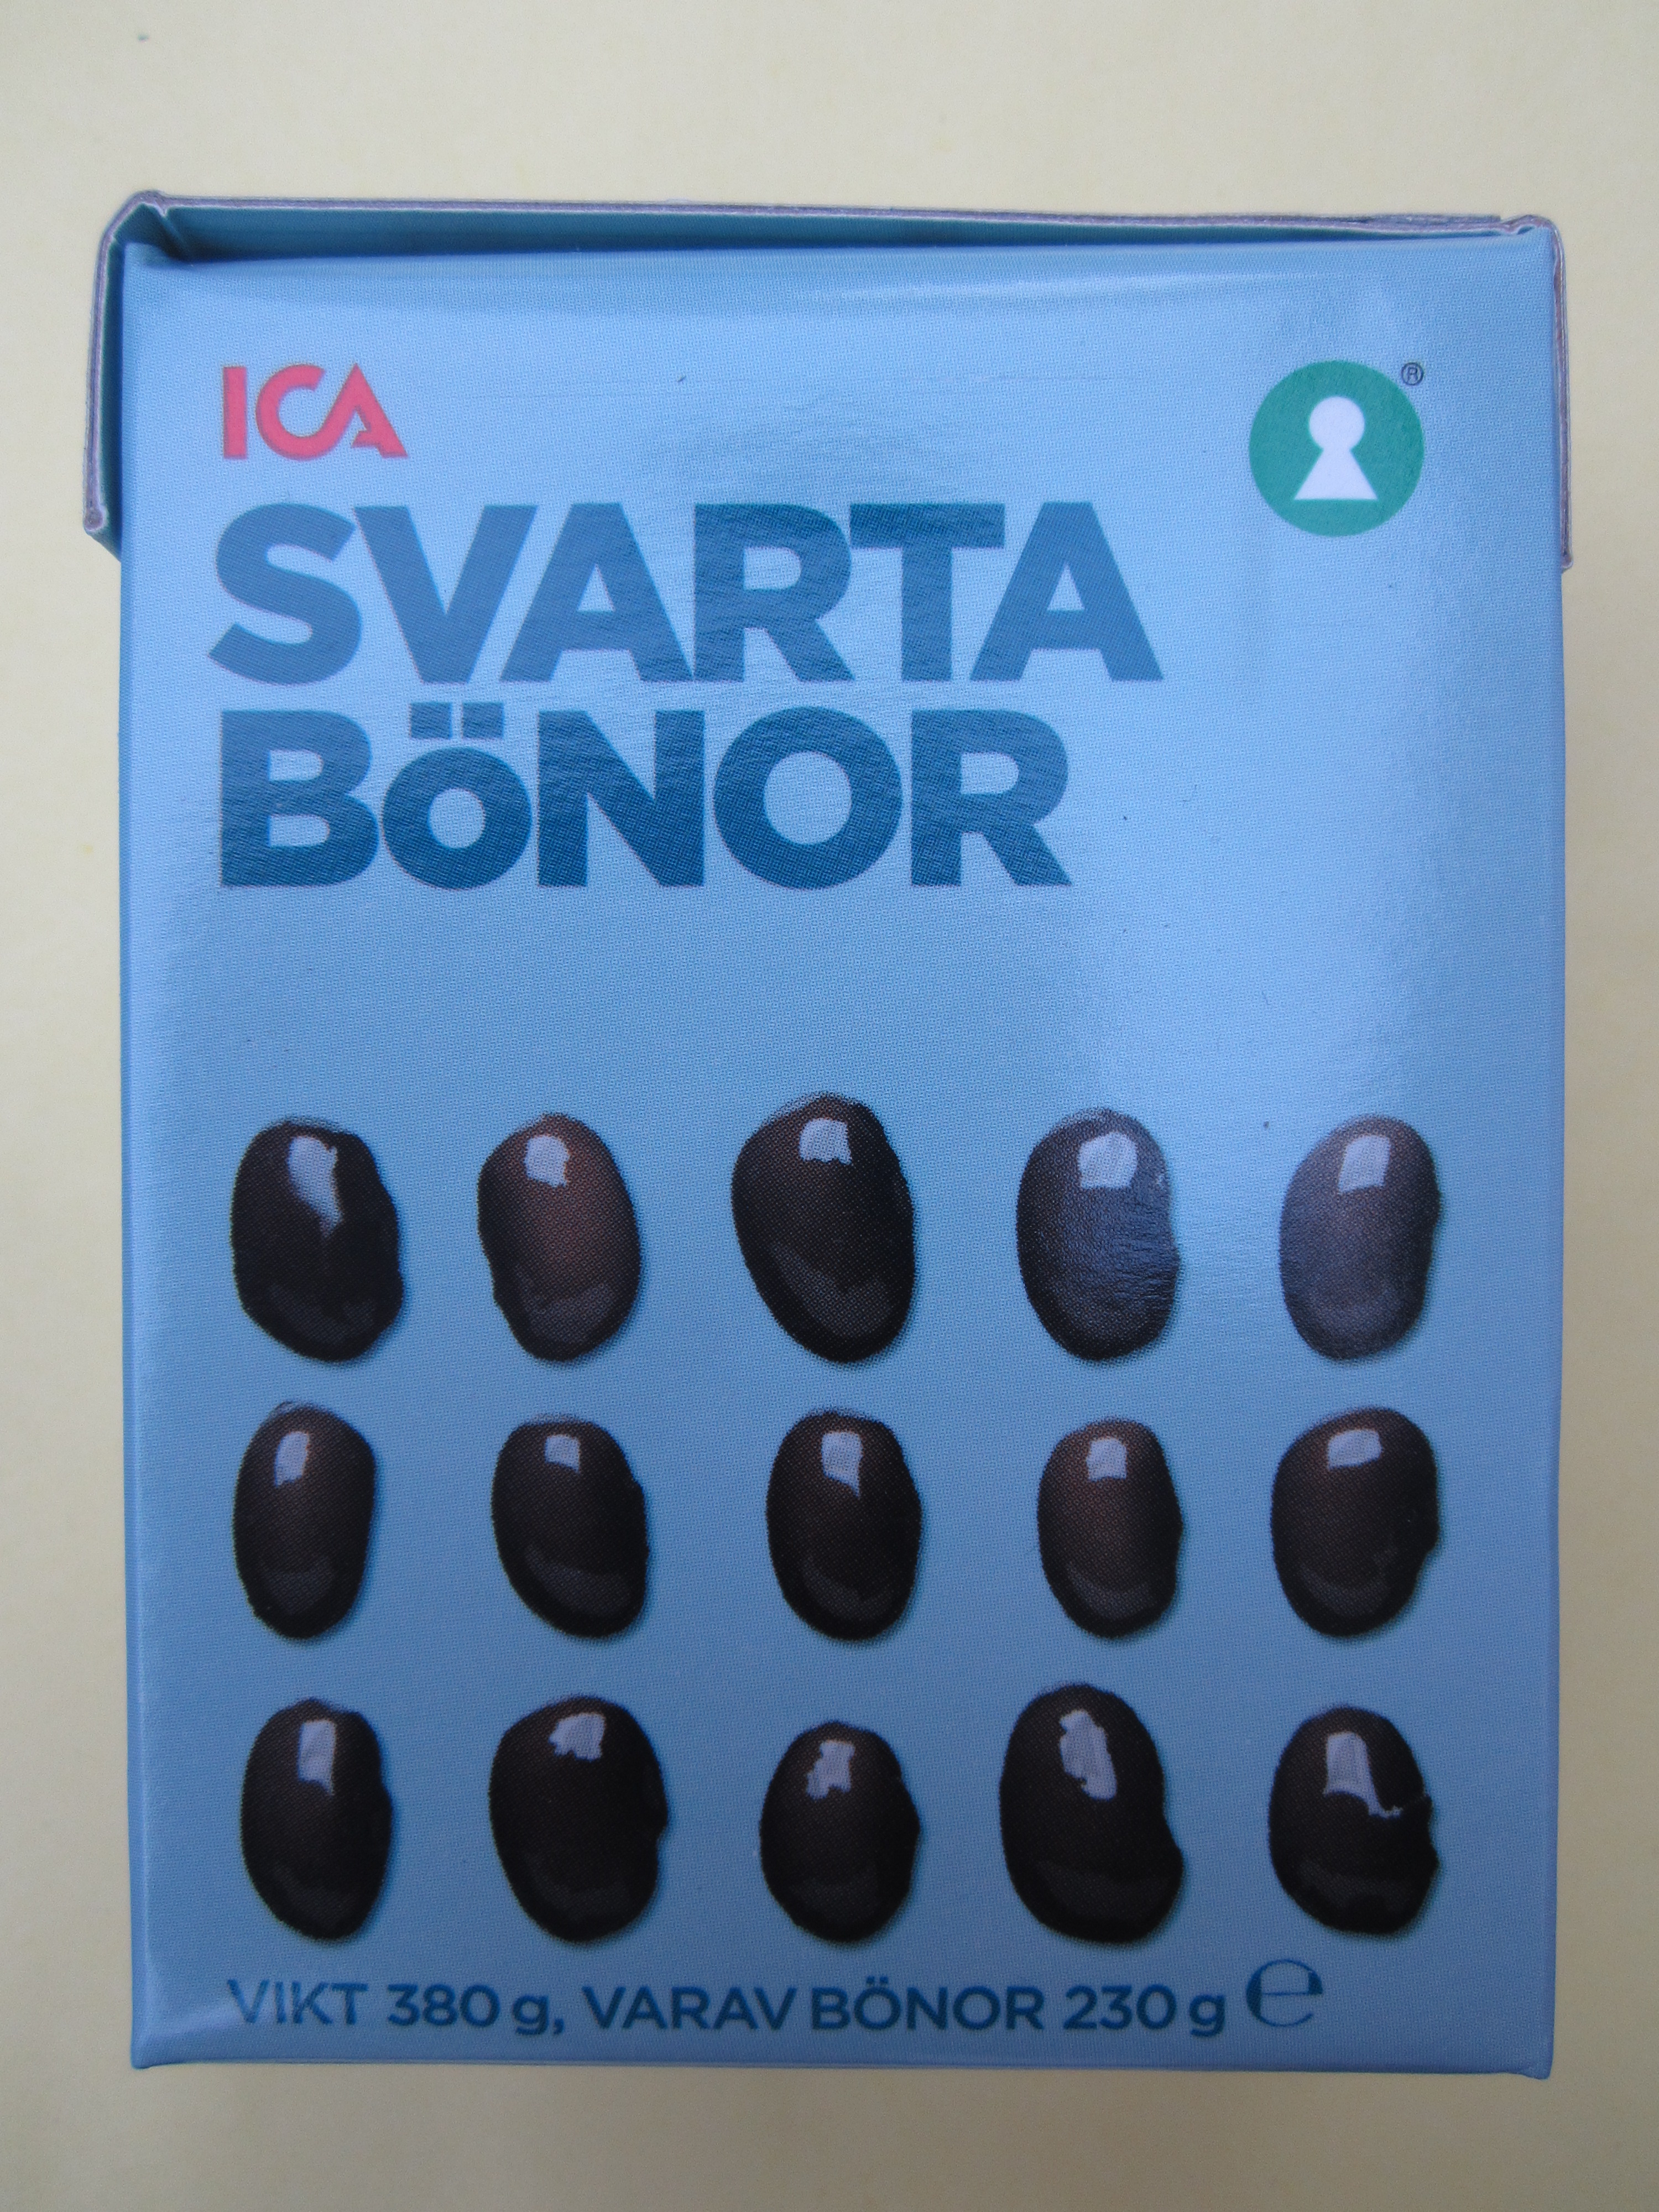 ICA
®
SVARTA
BöNOR
VIKT 380 g, VARAV BÖNOR 230 g ℮